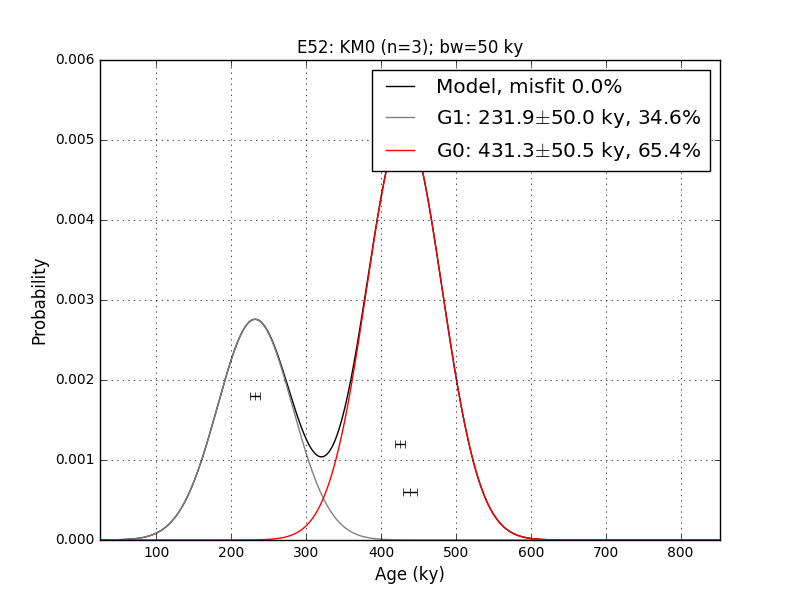 E52: KM0 (n=3); bw=50 ky
Model, misfit 0.0%
G1: 231.9±50.0 ky, 34.6%
G0: 431.3±50.5 ky, 65.4%
0.006
0.005
0.004
0.003
0.002
0.001
0.000
Probability
100 200 300 400 500 600 700 800
Age (ky)